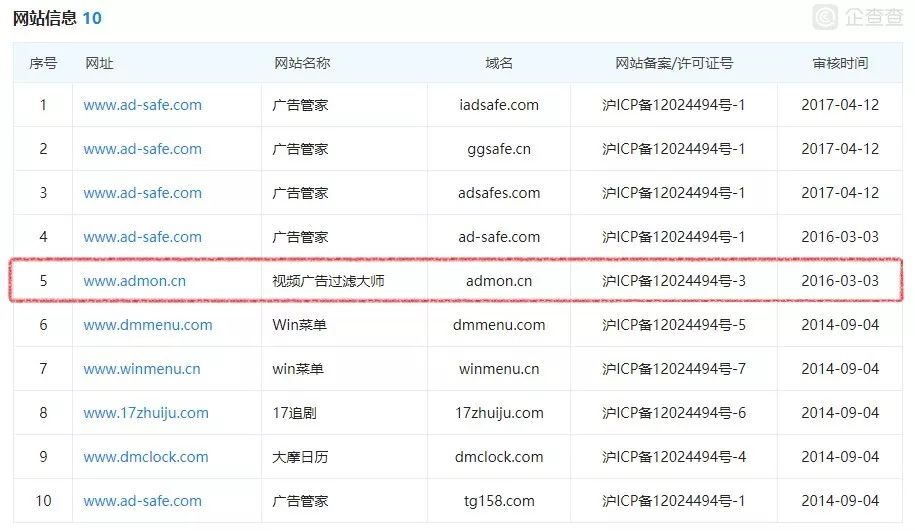 网站信息 10
企查查
序号 网址 网站名称 域名 网站备案/许可证号 审核时间
1 www.ad-safe.com 广告管家 iadsafe.com 沪ICP备12024494号-1 2017-04-12
2 www.ad-safe.com 广告管家 ggsafe.cn 沪ICP备12024494号-1 2017-04-12
3 www.ad-safe.com 广告管家 adsafes.com 沪ICP备12024494号-1 2017-04-12
4 www.ad-safe.com 广告管家 ad-safe.com 沪ICP备12024494号-1 2016-03-03
5 www.admon.cn 视频广告过滤大师 admon.cn 沪ICP备12024494号-3 2016-03-03
6 www.dmmenu.com Win菜单 dmmenu.com 沪ICP备12024494号-5 2014-09-04
7 www.winmenu.cn win菜单 winmenu.cn 沪ICP备12024494号-7 2014-09-04
8 www.17zhuiju.com 17追剧 17zhuiju.com 沪ICP备12024494号-6 2014-09-04
9 www.dmclock.com 大摩日历 dmclock.com 沪ICP备12024494号-4 2014-09-04
10 www.ad-safe.com 广告管家 tg158.com 沪ICP备12024494号-1 2014-09-04